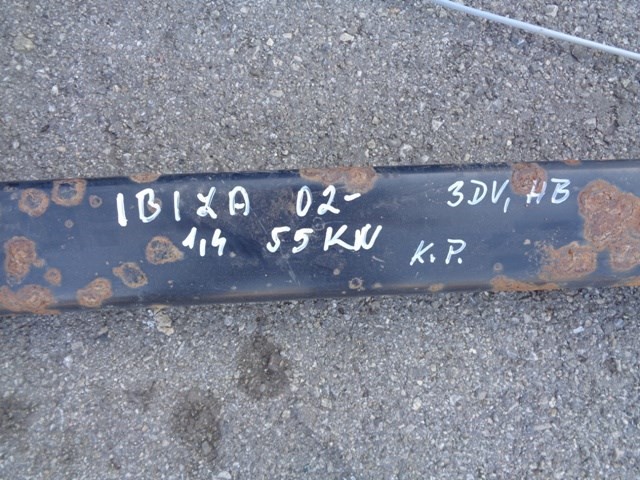 IBIZA 02- 3DV, HB
1,4 55KW K.P.